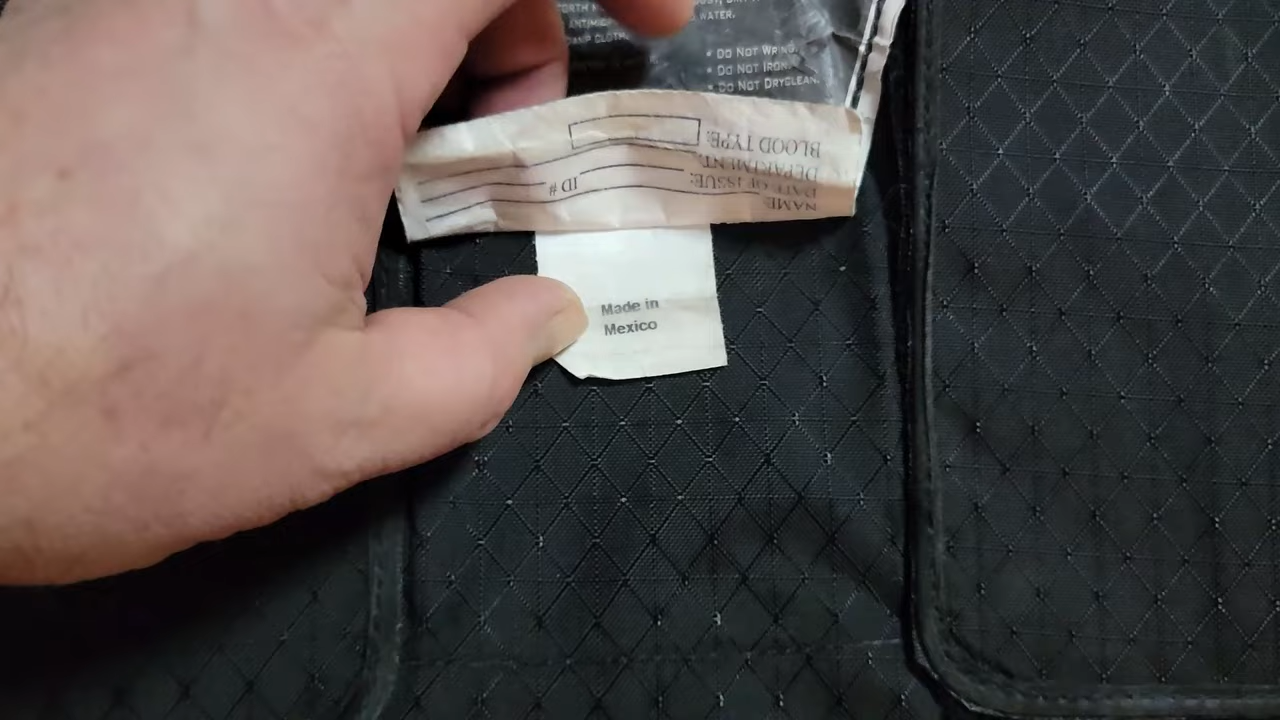 WATER.
* DO NOT WRING.
* DO NOT IRON.
* DO NOT DRYCLEAN.
NAME:
DATE OF ISSUE: ID #
DEPARTMENT:
BLOOD TYPE:
Made in
Mexico